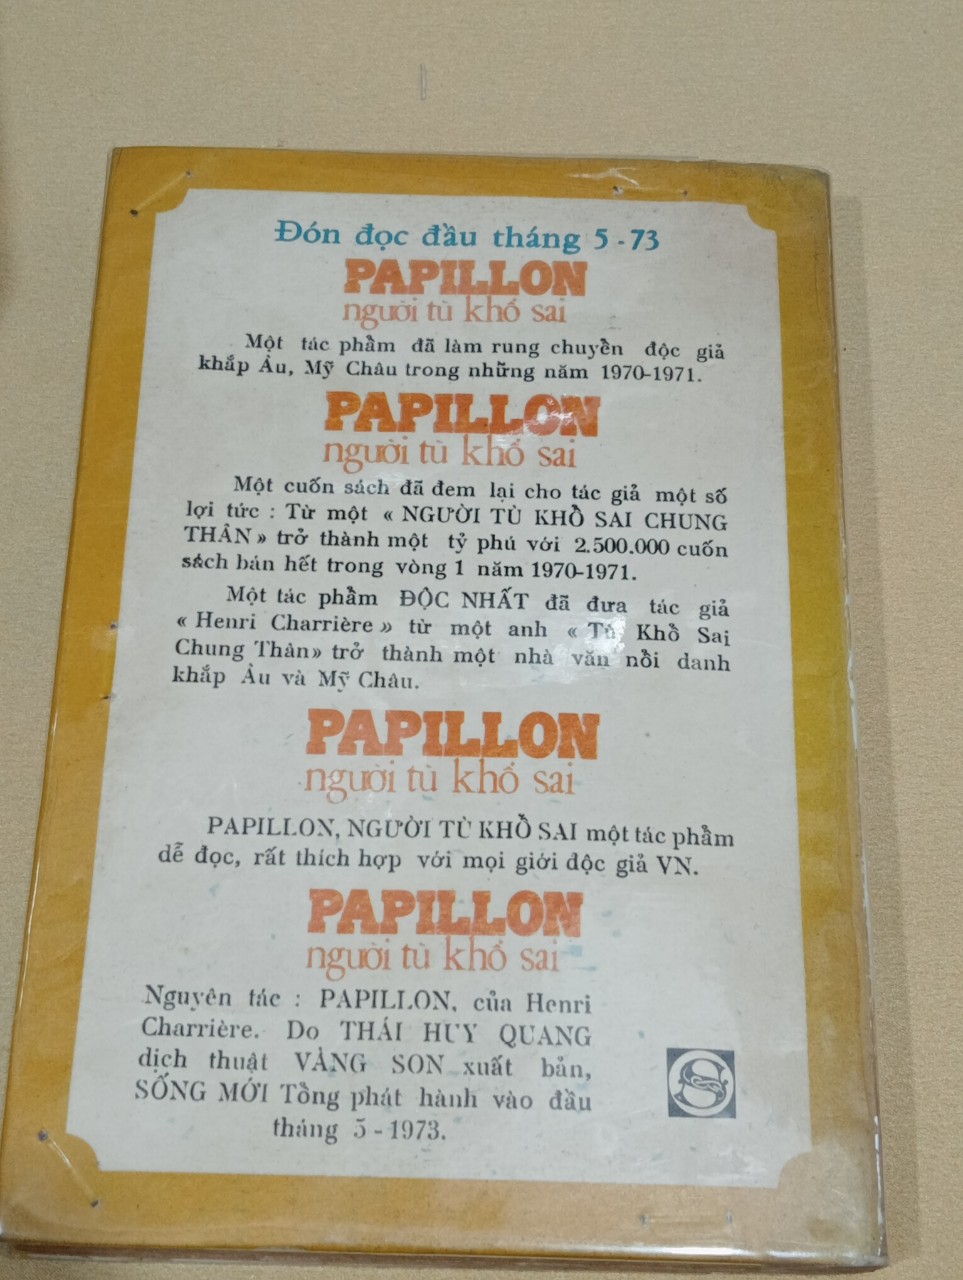 Đón đọc đầu tháng 5-73
PAPILLON
người tù khổ sai
Một tác phẩm đã làm rung chuyển độc giả
khắp Âu, Mỹ Châu trong những năm 1970-1971.
PAPILLON
người tù khổ sai
Một cuốn sách đã đem lại cho tác giả một số
lợi tức : Từ một « NGƯỜI TÙ KHỔ SAI CHUNG
THÂN » trở thành một tỷ phú với 2.500.000 cuốn
sách bán hết trong vòng 1 năm 1970-1971.
Một tác phẩm ĐỘC NHẤT đã đưa tác giả
« Henri Charrière » từ một anh « Tù Khổ Sai
Chung Thân» trở thành một nhà văn nổi danh
khắp Âu và Mỹ Châu.
PAPILLON
người tù khổ sai
PAPILLON, NGƯỜI TÙ KHỔ SAI một tác phẩm
dễ đọc, rất thích hợp với mọi giới độc giả VN.
PAPILLON
người tù khổ sai
Nguyên tác : PAPILLON, của Henri
Charrière. Do THÁI HUY QUANG
dịch thuật VÀNG SON xuất bản,
SỐNG MỚI Tổng phát hành vào đầu
tháng 5-1973.